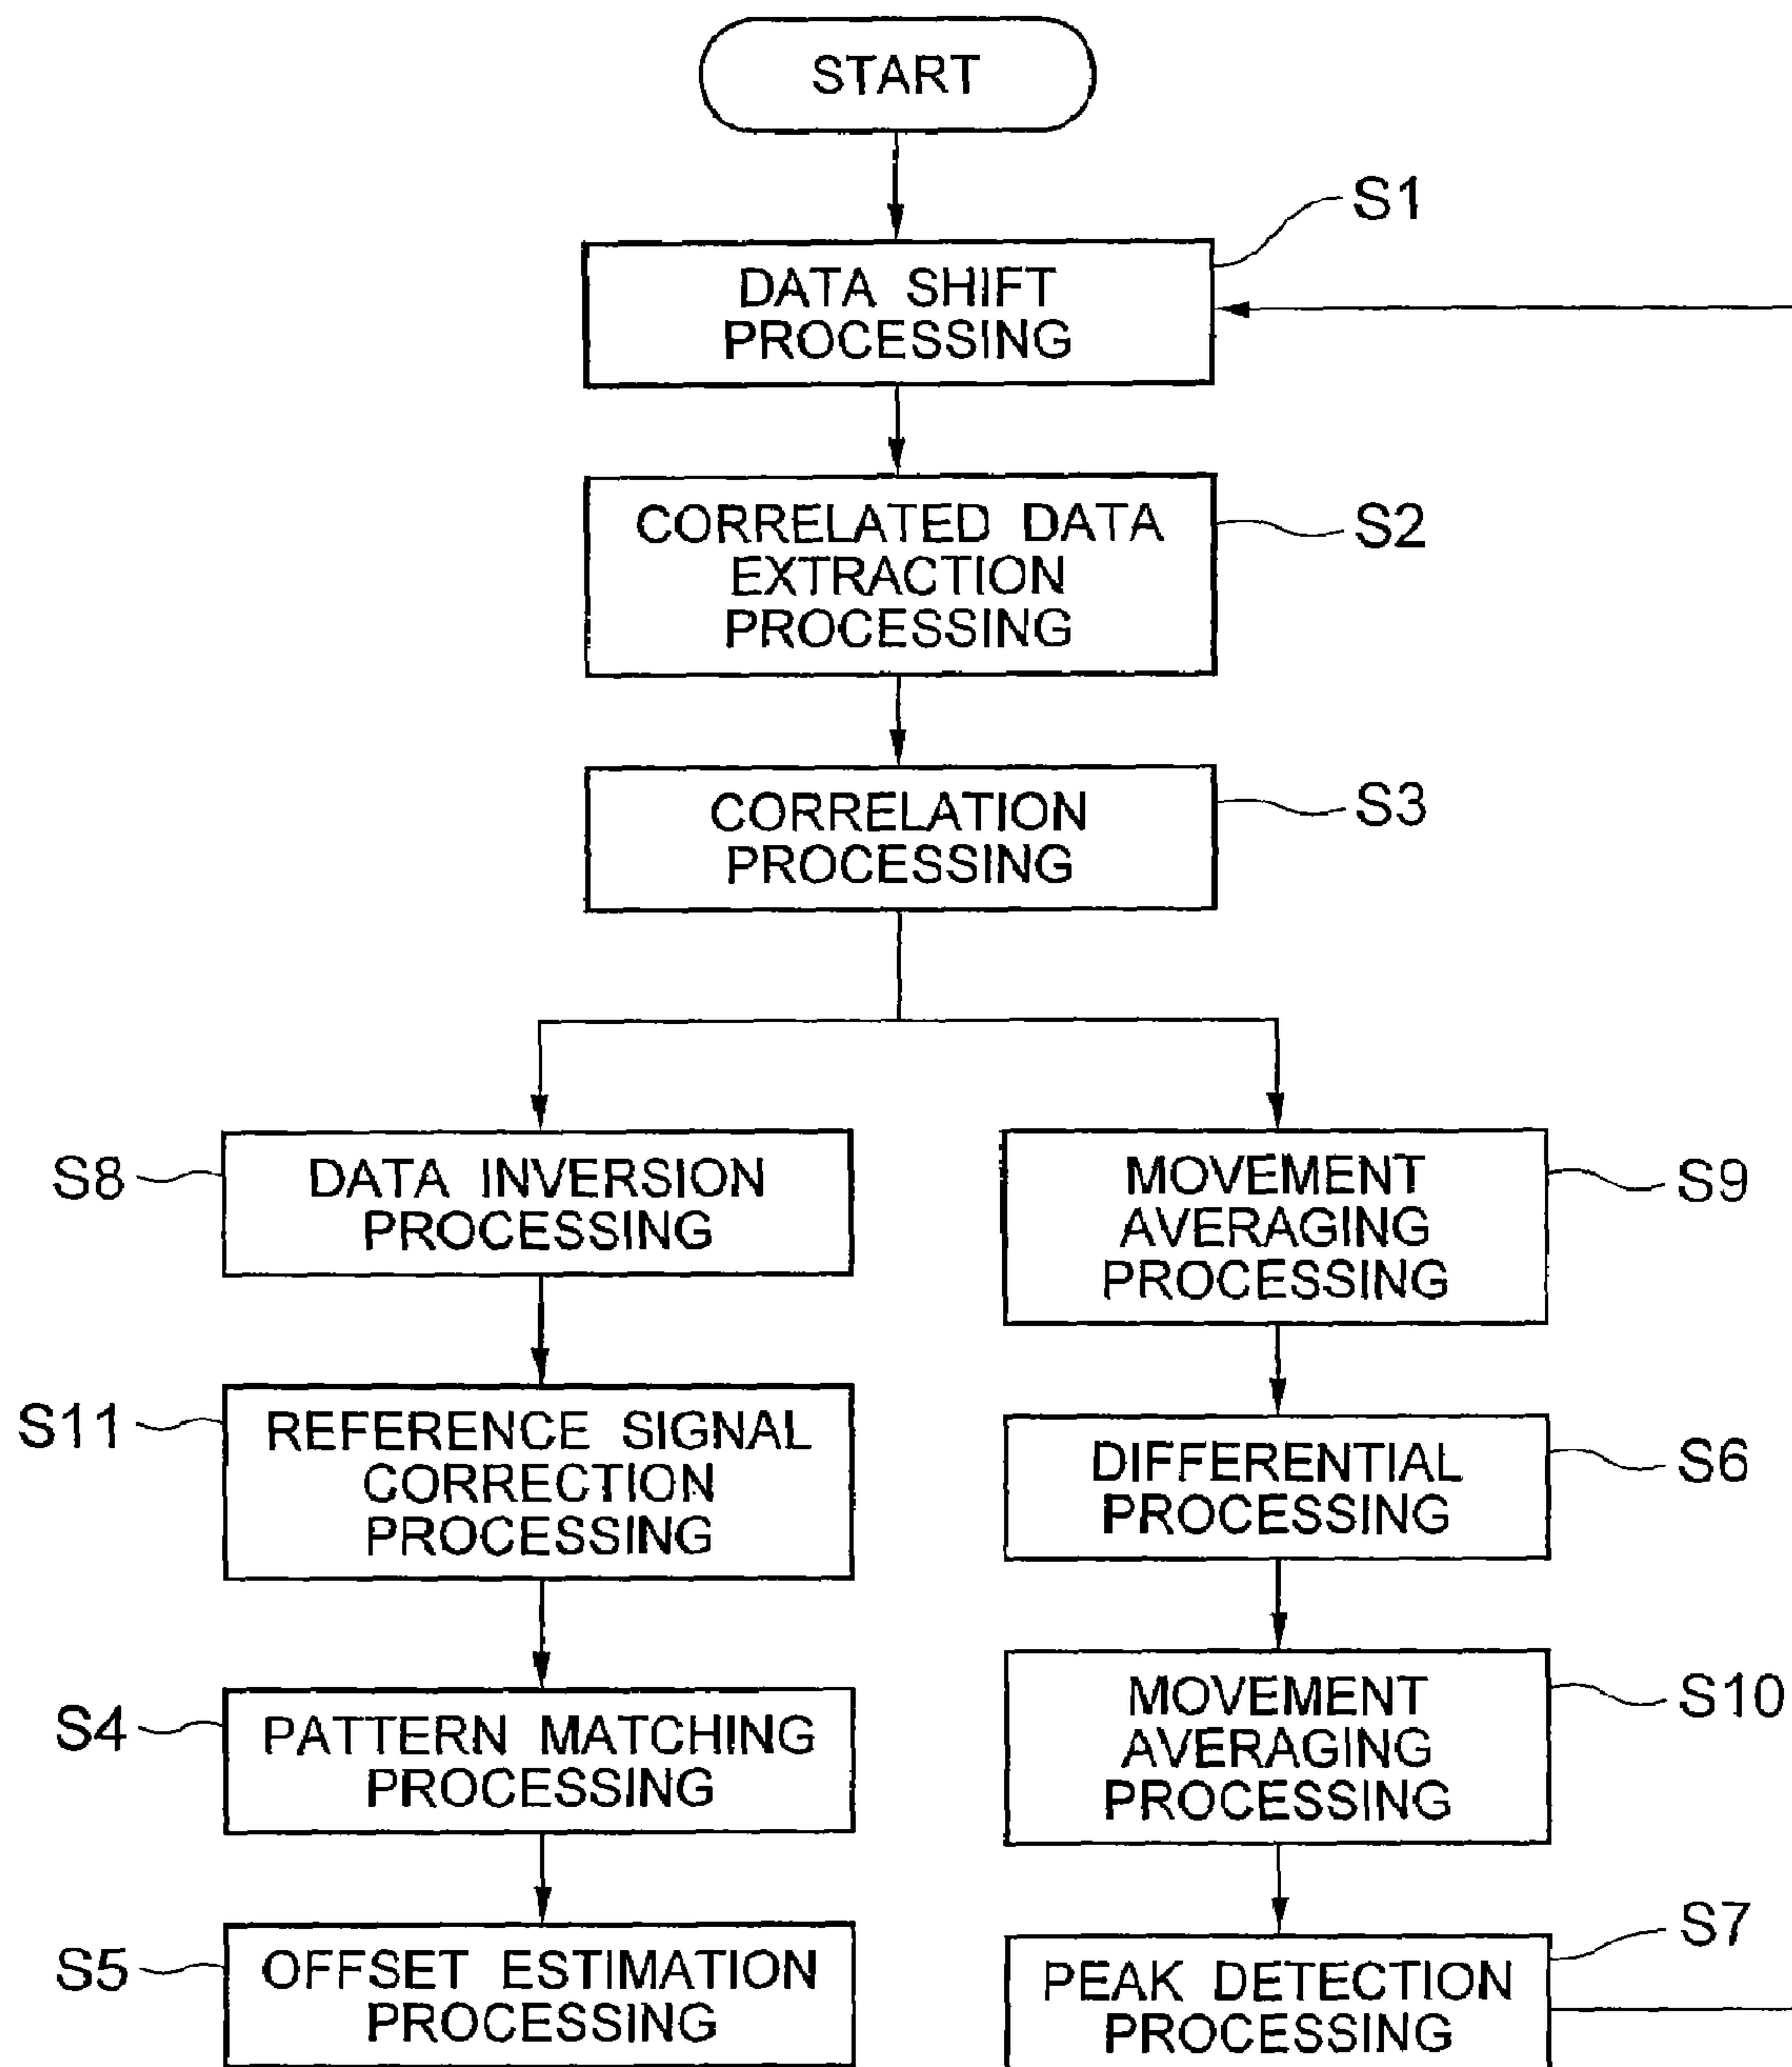 START
S1
DATA SHIFT
PROCESSING
CORRELATED DATA
EXTRACTION
PROCESSING
S2
CORRELATION
PROCESSING
S3
S8
DATA INVERSION
PROCESSING
S11
REFERENCE SIGNAL
CORRECTION
PROCESSING
S4
PATTERN MATCHING
PROCESSING
S5
OFFSET ESTIMATION
PROCESSING
MOVEMENT
AVERAGING
PROCESSING
S9
DIFFERENTIAL
PROCESSING
S6
MOVEMENT
AVERAGING
PROCESSING
S10
PEAK DETECTION
PROCESSING
S7